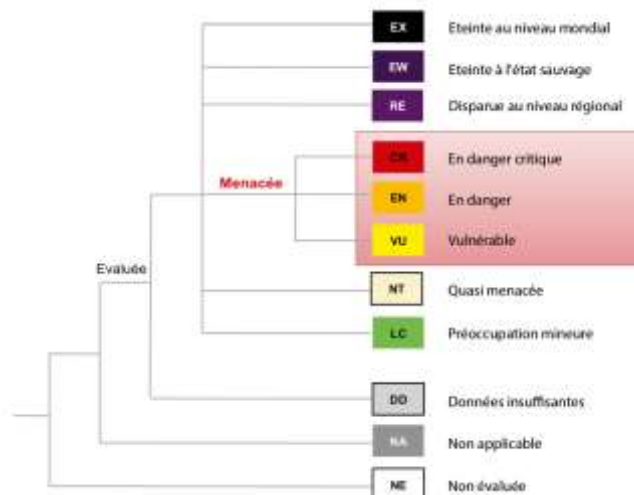 EX Eteinte au niveau mondial
EW Eteinte à l'état sauvage
RE Disparue au niveau régional
CR En danger critique
Menacée
EN En danger
VU Vulnérable
Evaluée
NT Quasi menacée
LC Préoccupation mineure
DD Données insuffisantes
NA Non applicable
NE Non évaluée